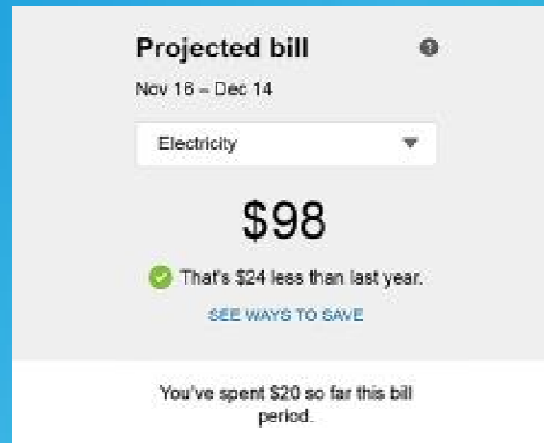 Projected bill
Nov 16 – Dec 14
Electricity
$98
That's $24 less than last year.
SEE WAYS TO SAVE
You've spent $20 so far this bill
period.